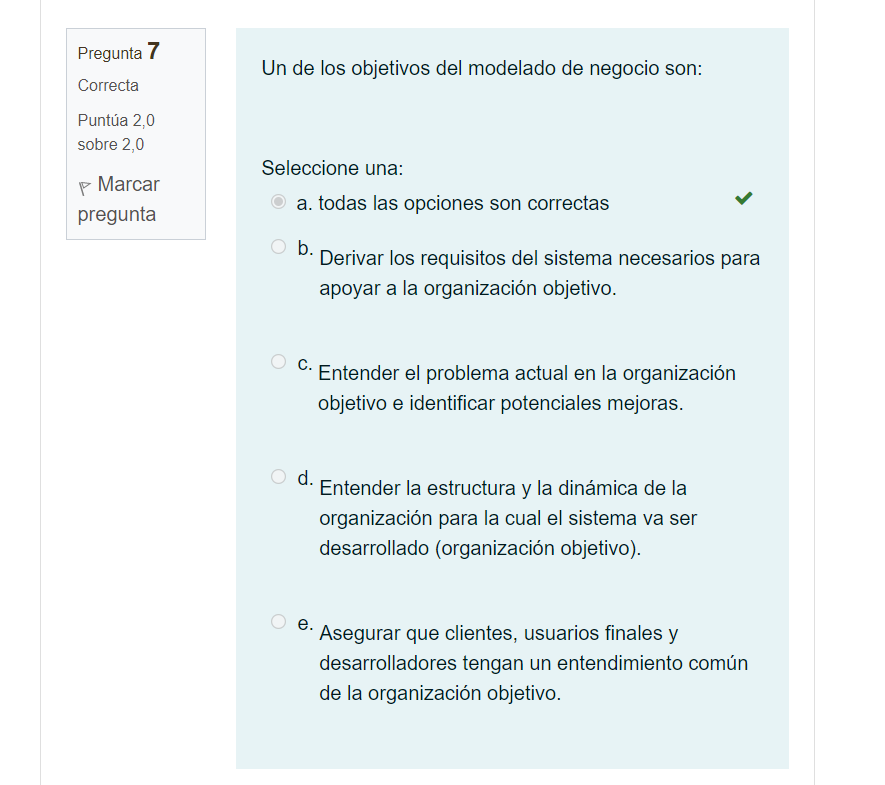 Pregunta 7
Correcta
Puntúa 2,0
sobre 2,0
Marcar
pregunta
Un de los objetivos del modelado de negocio son:
Seleccione una:
a. todas las opciones son correctas
b. Derivar los requisitos del sistema necesarios para
apoyar a la organización objetivo.
c. Entender el problema actual en la organización
objetivo e identificar potenciales mejoras.
d. Entender la estructura y la dinámica de la
organización para la cual el sistema va ser
desarrollado (organización objetivo).
e. Asegurar que clientes, usuarios finales y
desarrolladores tengan un entendimiento común
de la organización objetivo.